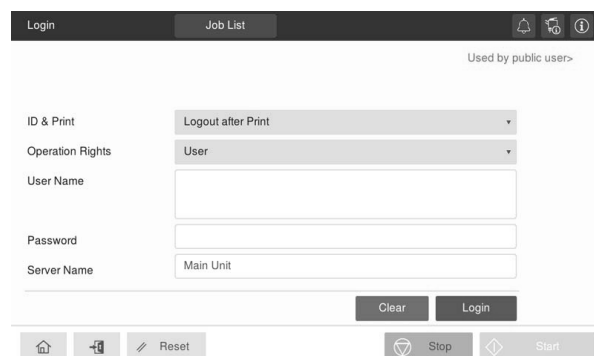 Login Job List
Used by public user>
ID & Print Logout after Print
Operation Rights User
User Name
Password
Server Name Main Unit
Clear Login
Reset Stop Start